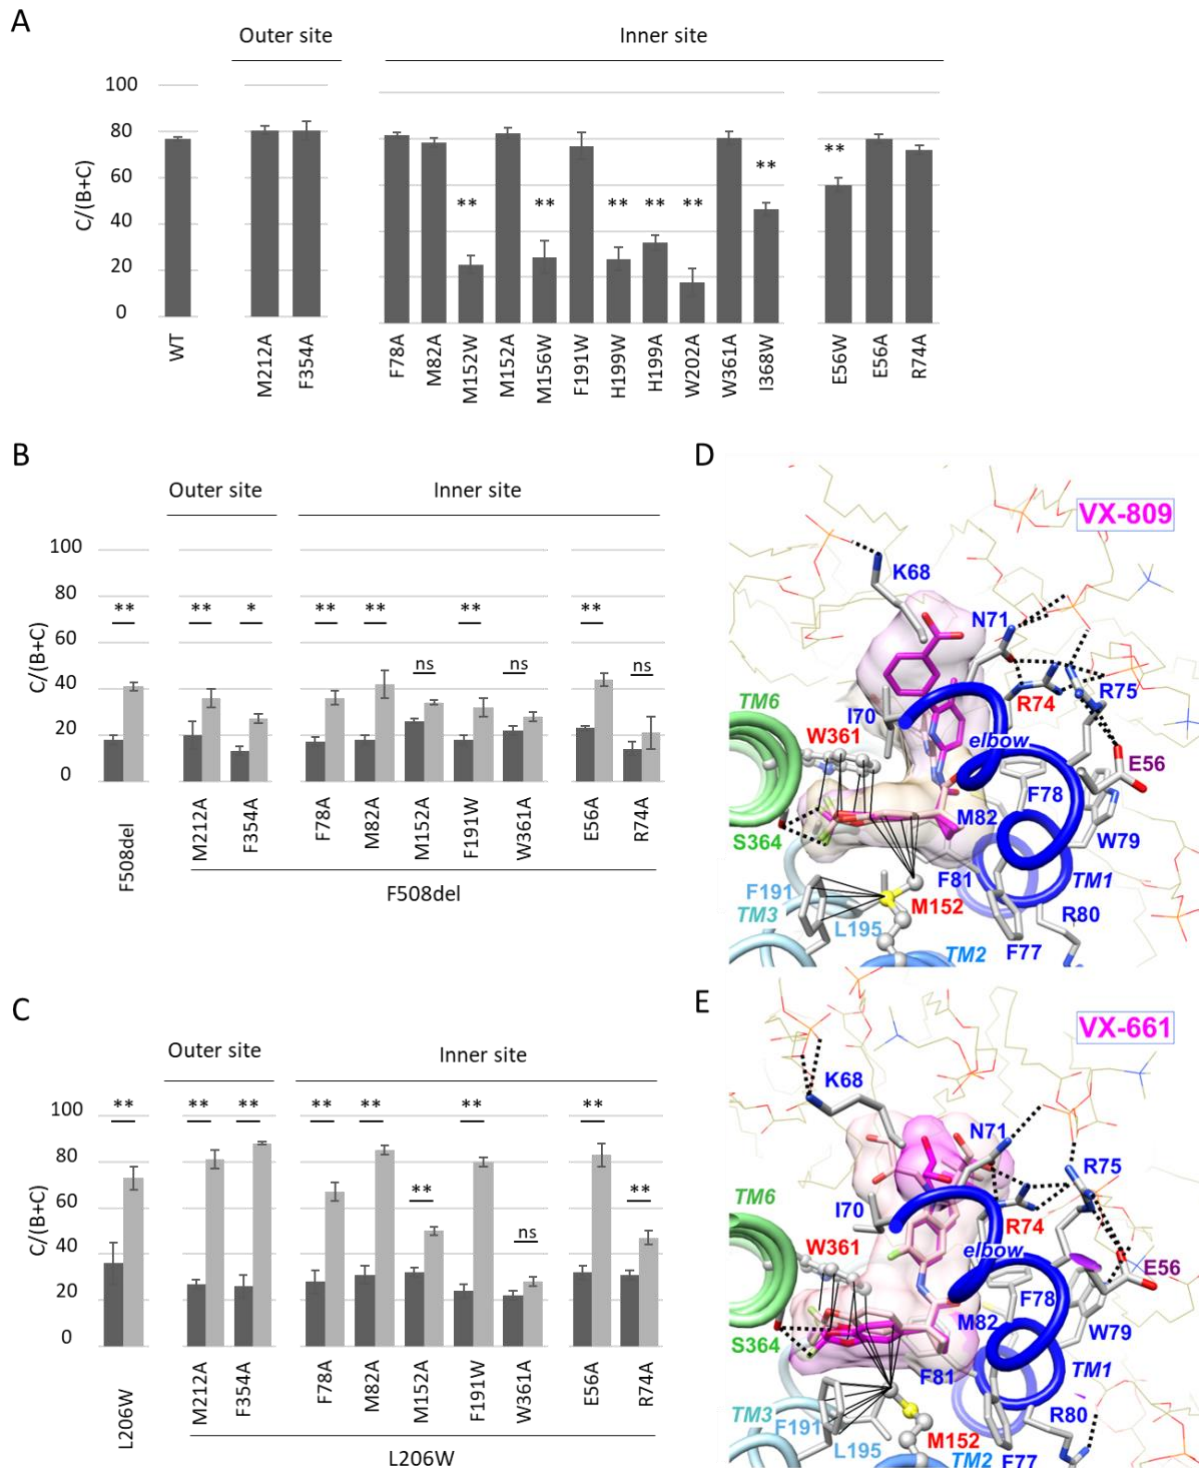 A
Outer site
Inner site
C/(B+C)
100
80
60
40
20
0
**
**
**
**
**
**
**
WT
M212A
F354A
F78A
M82A
M152W
M152A
M156W
F191W
H199W
H199A
W202A
W361A
I368W
E56W
E56A
R74A
B
Outer site
Inner site
C/(B+C)
100
80
60
40
20
0
**
**
*
**
**
ns
**
ns
**
ns
F508del
M212A
F354A
F78A
M82A
M152A
F191W
W361A
E56A
R74A
F508del
C
Outer site
Inner site
C/(B+C)
100
80
60
40
20
0
**
**
**
**
**
**
**
ns
**
**
L206W
M212A
F354A
F78A
M82A
M152A
F191W
W361A
E56A
R74A
L206W
D
VX-809
K68
N71
TM6
I70
R74
R75
W361
elbow
E56
F78
S364
M82
W79
F191
F81
TM1
TM3
M152
L195
R80
TM2
F77
E
VX-661
K68
N71
R75
TM6
I70
R74
W361
elbow
E56
F78
S364
M82
W79
F81
TM1
TM3
F191
R80
L195
M152
TM2
F77